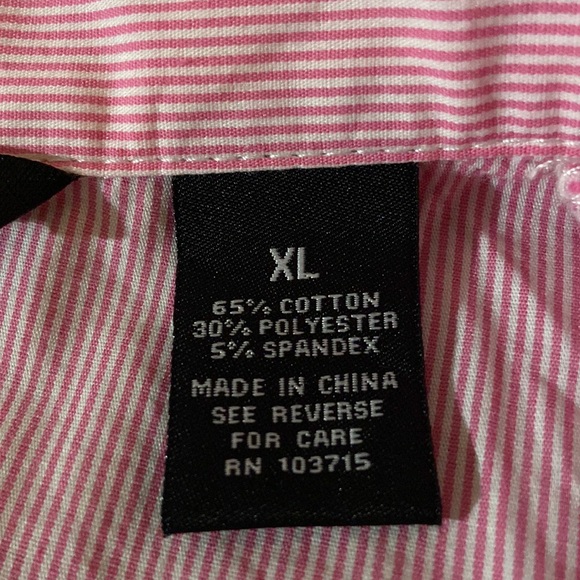 XL
65% COTTON
30% POLYESTER
5% SPANDEX
MADE IN CHINA
SEE REVERSE
FOR CARE
RN 103715